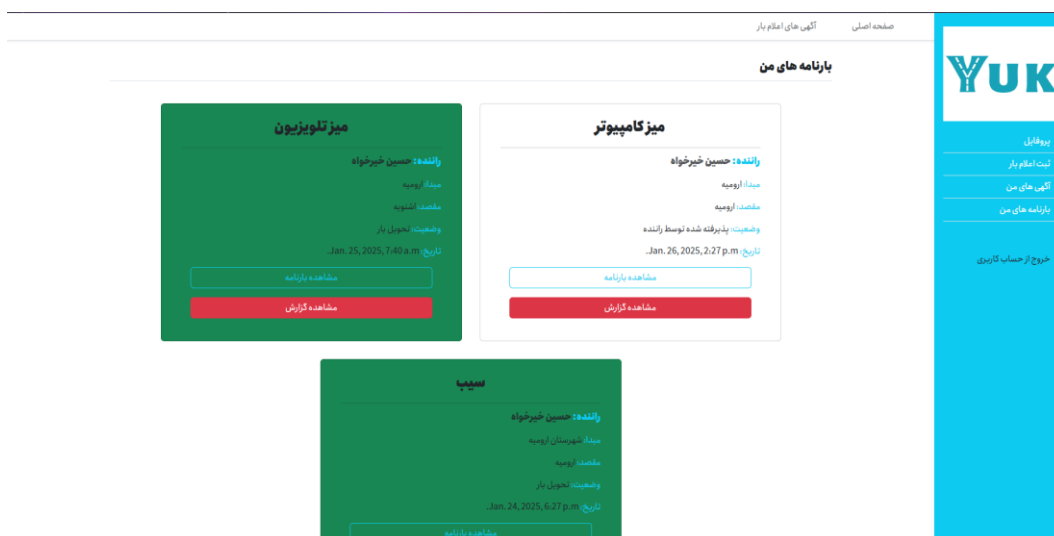 صفحه اصلی
آگهی های اعلام بار
YUK
پروفایل
ثبت اعلام بار
آگهی های من
بارنامه های من
خروج از حساب کاربری
بارنامه های من
میز کامپیوتر
راننده: حسین خیرخواه
مبدا: ارومیه
مقصد: ارومیه
وضعیت: پذیرفته شده توسط راننده
تاریخ: Jan. 26, 2025, 2:27 p.m.
مشاهده بارنامه
مشاهده گزارش
میز تلویزیون
راننده: حسین خیرخواه
مبدا: ارومیه
مقصد: اشنویه
وضعیت: تحویل بار
تاریخ: Jan. 25, 2025, 7:40 a.m.
مشاهده بارنامه
مشاهده گزارش
سیب
راننده: حسین خیرخواه
مبدا: شهرستان ارومیه
مقصد: ارومیه
وضعیت: تحویل بار
تاریخ: Jan. 24, 2025, 6:27 p.m.
مشاهده بارنامه